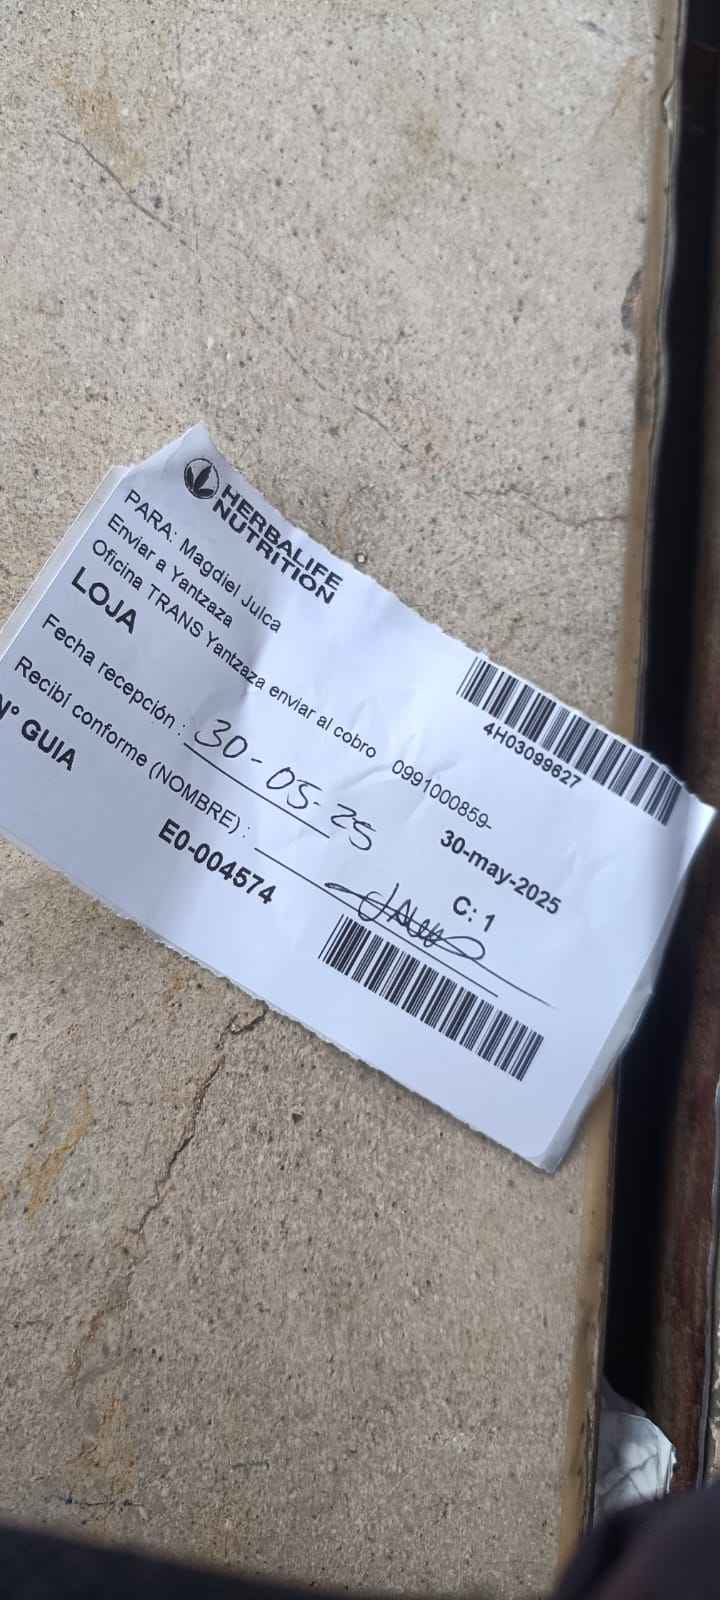 HERBALIFE
NUTRITION
PARA: Magdiel Julca
Enviar a Yantzaza
Oficina TRANS Yantzaza enviar al cobro 0991000859-
LOJA
4H03099627
30-may-2025
Fecha recepción : 30-05-25
C: 1
Recibí conforme (NOMBRE) :
N° GUIA
E0-004574